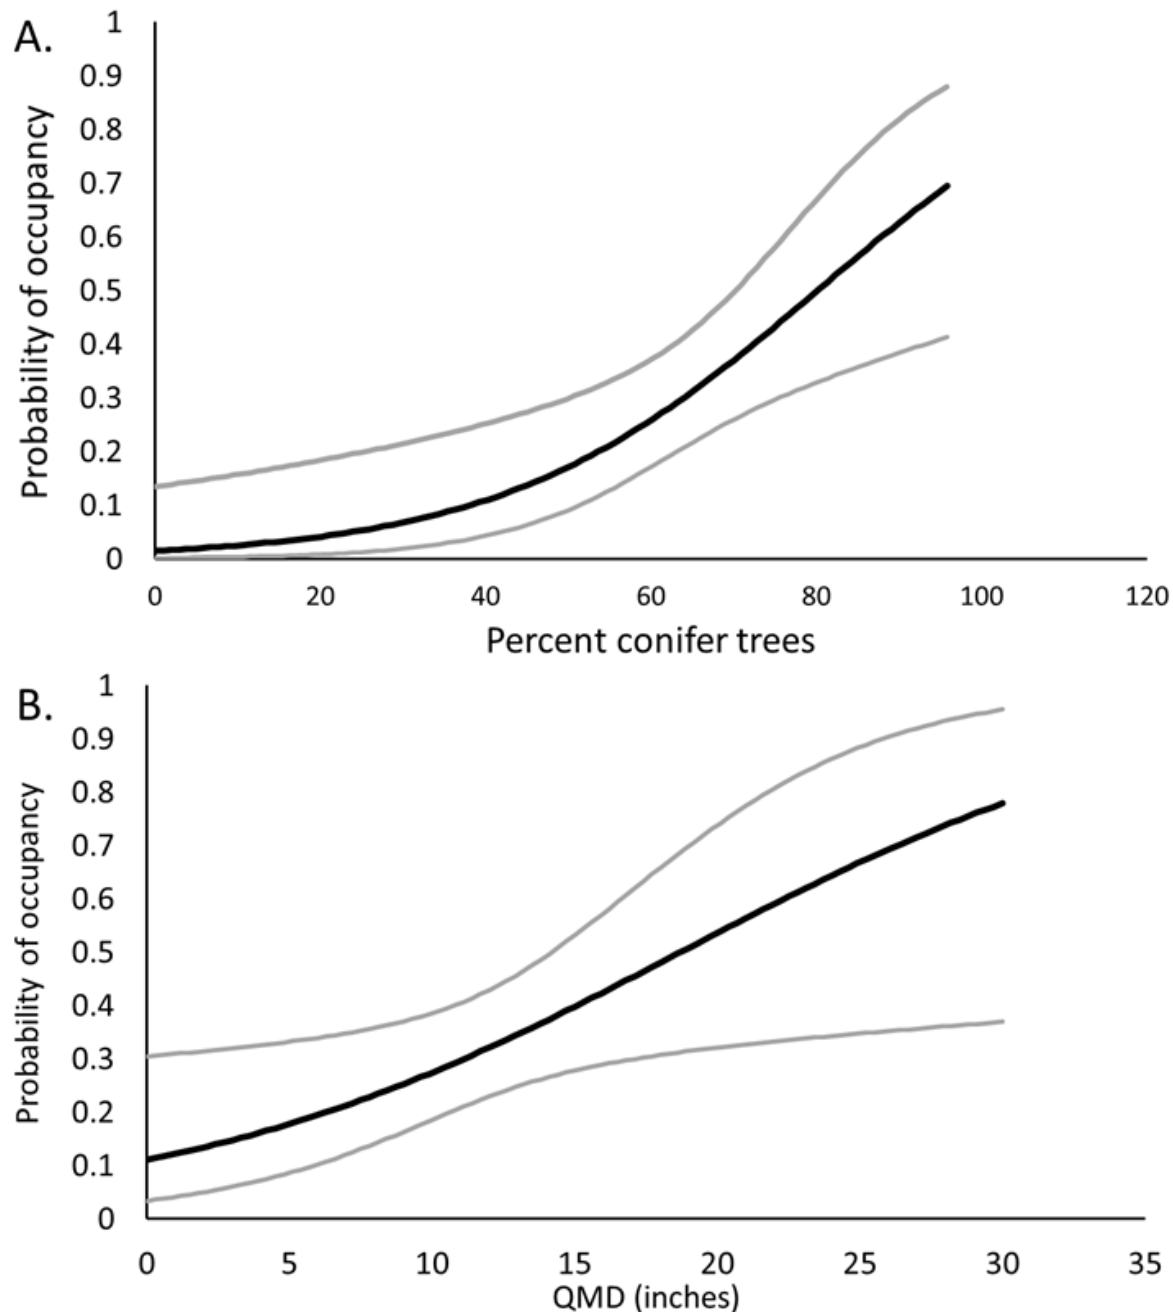 A.
Probability of occupancy
1
0.9
0.8
0.7
0.6
0.5
0.4
0.3
0.2
0.1
0
0 20 40 60 80 100 120
Percent conifer trees
B.
Probability of occupancy
1
0.9
0.8
0.7
0.6
0.5
0.4
0.3
0.2
0.1
0
0 5 10 15 20 25 30 35
QMD (inches)